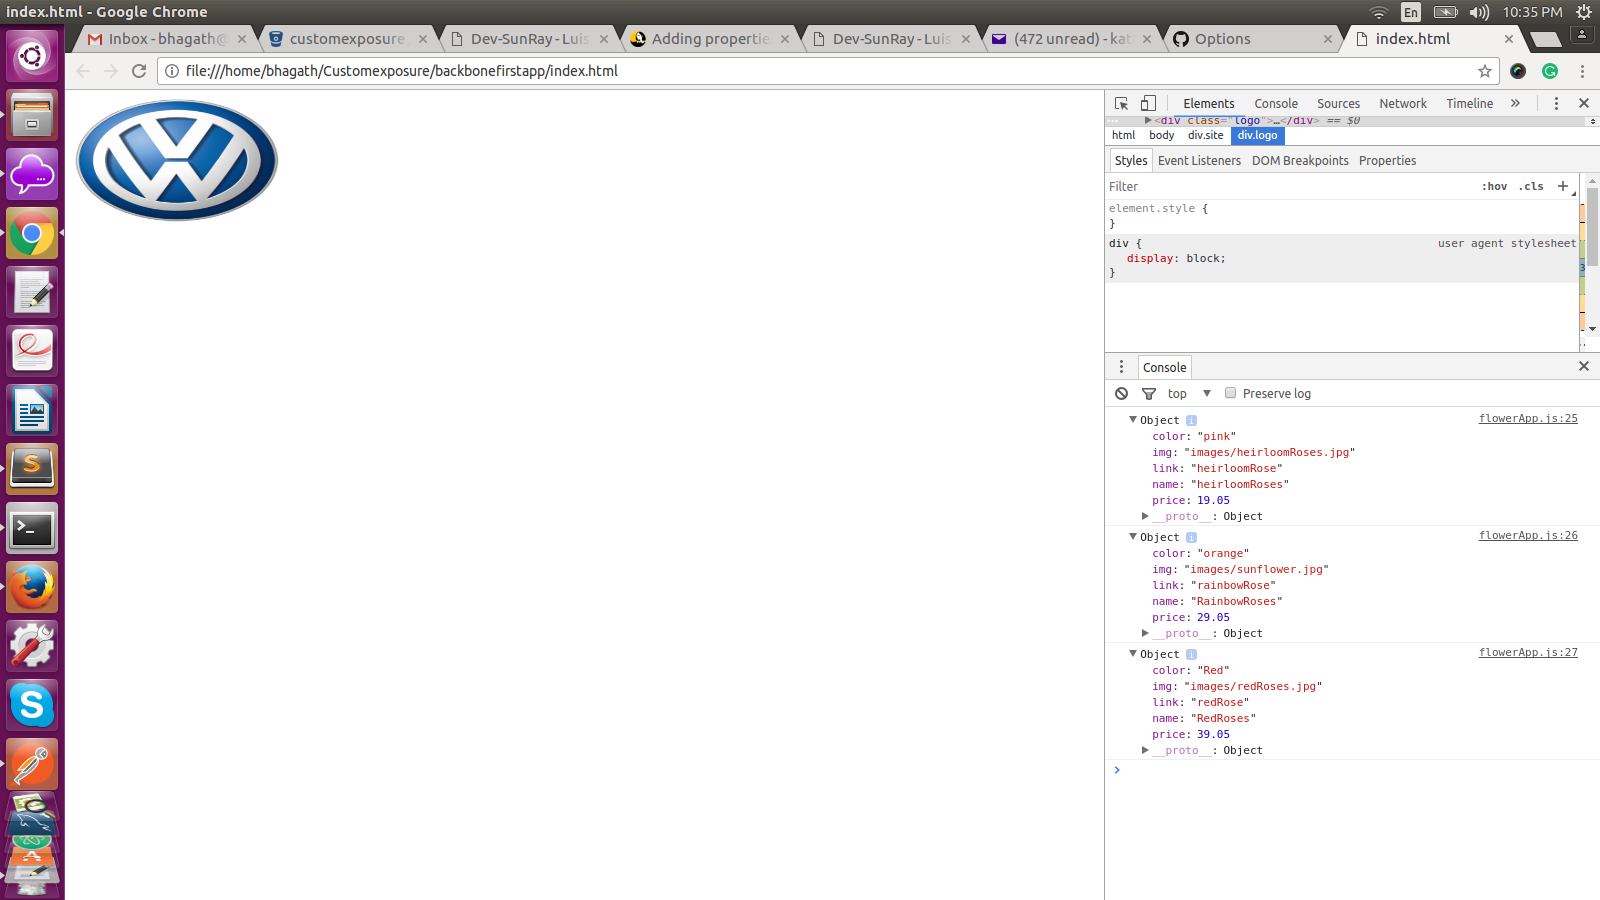 index.html - Google Chrome
En
10:35 PM
Inbox - bhagath@
customexposure
Dev-SunRay - Luis
Adding propertie
Dev-SunRay - Luis
(472 unread) - kat
Options
index.html
file:///home/bhagath/Customexposure/backbonefirstapp/index.html
Elements
Console
Sources
Network
Timeline
»
<div class="logo">…</div> == $0
html
body
div.site
div.logo
Styles
Event Listeners
DOM Breakpoints
Properties
Filter
:hov
.cls
+
element.style {
}
div {
user agent stylesheet
display: block;
}
3
Console
top
Preserve log
Object
flowerApp.js:25
color: "pink"
img: "images/heirloomRoses.jpg"
link: "heirloomRose"
name: "heirloomRoses"
price: 19.05
__proto__: Object
Object
flowerApp.js:26
color: "orange"
img: "images/sunflower.jpg"
link: "rainbowRose"
name: "RainbowRoses"
price: 29.05
__proto__: Object
Object
flowerApp.js:27
color: "Red"
img: "images/redRoses.jpg"
link: "redRose"
name: "RedRoses"
price: 39.05
__proto__: Object